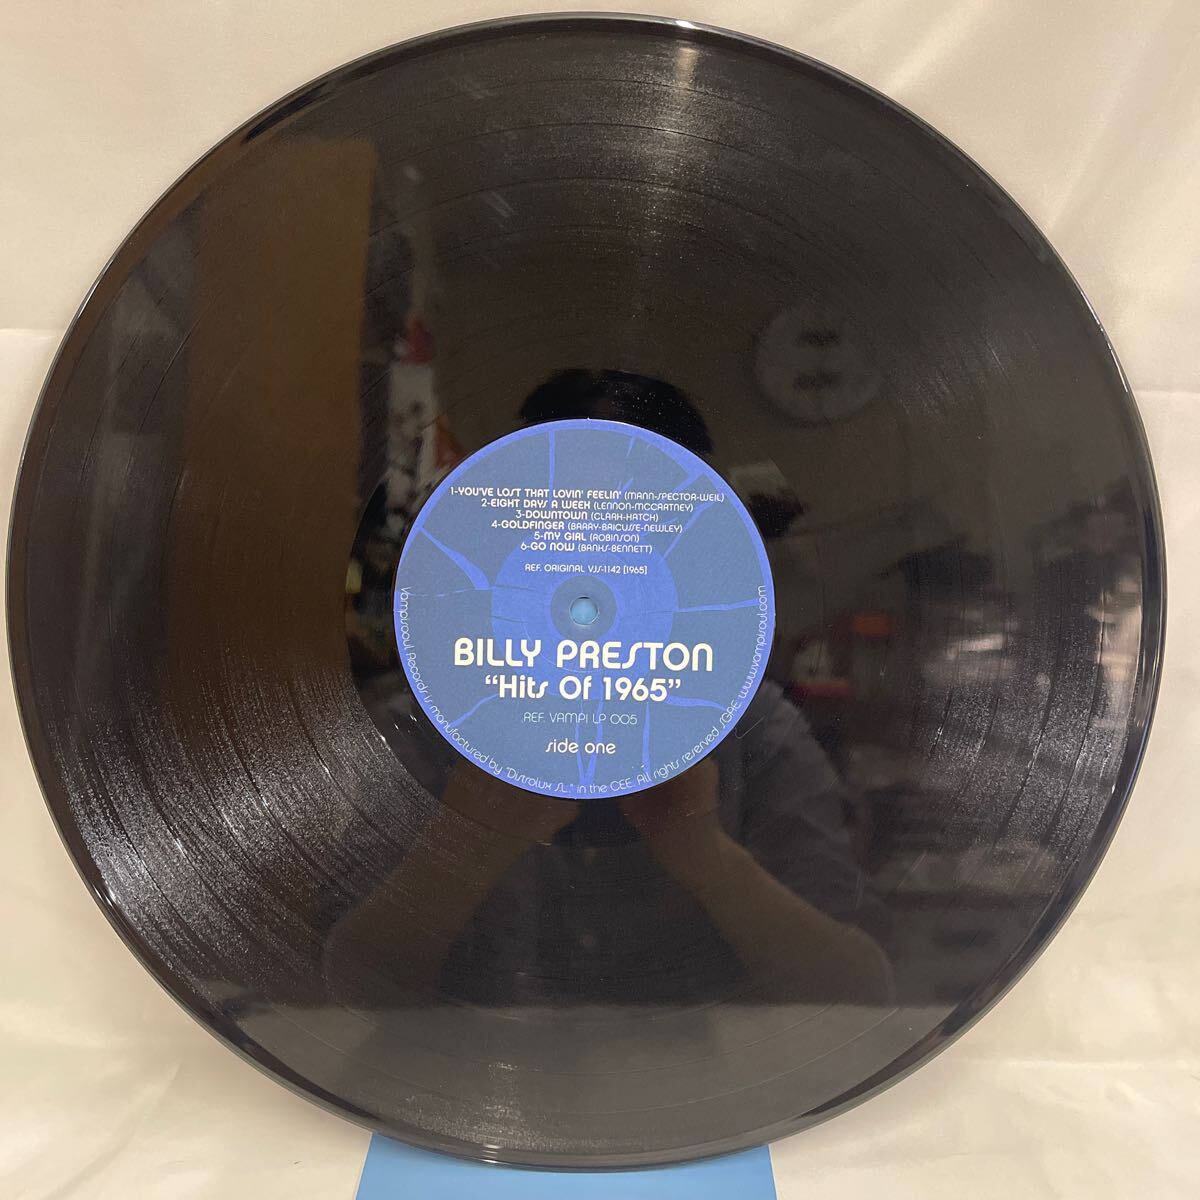 1-YOU'VE LOST THAT LOVIN' FEELIN' (MANN-SPECTOR-WEIL)
2-EIGHT DAYS A WEEK (LENNON-MCCARTNEY)
3-DOWNTOWN (CLARK-HATCH)
4-GOLDFINGER (BARRY-BRICUSSE-NEWLEY)
5-MY GIRL (ROBINSON)
6-GO NOW (BANKS-BENNETT)
REF. ORIGINAL VJS-1142 [1965]
BILLY PRESTON
“Hits Of 1965”
REF. VAMPI LP 005
side one
Vampisoul Records is manufactured by "Distrolux S.L." in the CEE. All rights reserved SGAE. www.vampisoul.com